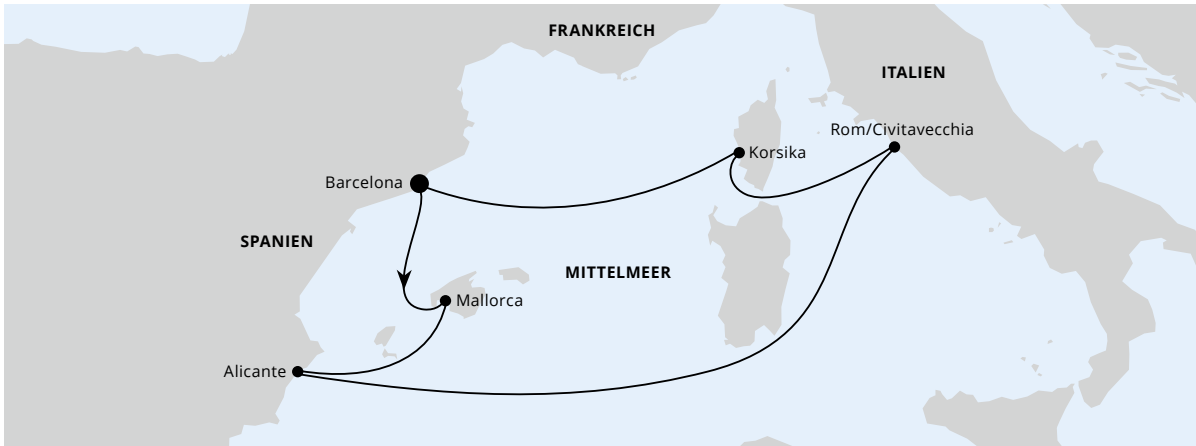 FRANKREICH
ITALIEN
Rom/Civitavecchia
Korsika
Barcelona
SPANIEN
MITTELMEER
Mallorca
Alicante